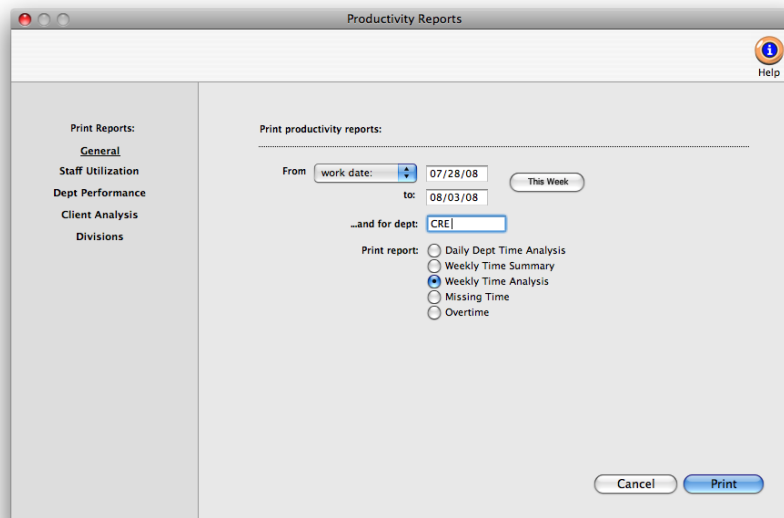 Productivity Reports
Help
Print Reports:
General
Staff Utilization
Dept Performance
Client Analysis
Divisions
Print productivity reports:
From work date: 07/28/08 This Week
to: 08/03/08
...and for dept: CRE
Print report: Daily Dept Time Analysis
Weekly Time Summary
Weekly Time Analysis
Missing Time
Overtime
Cancel Print